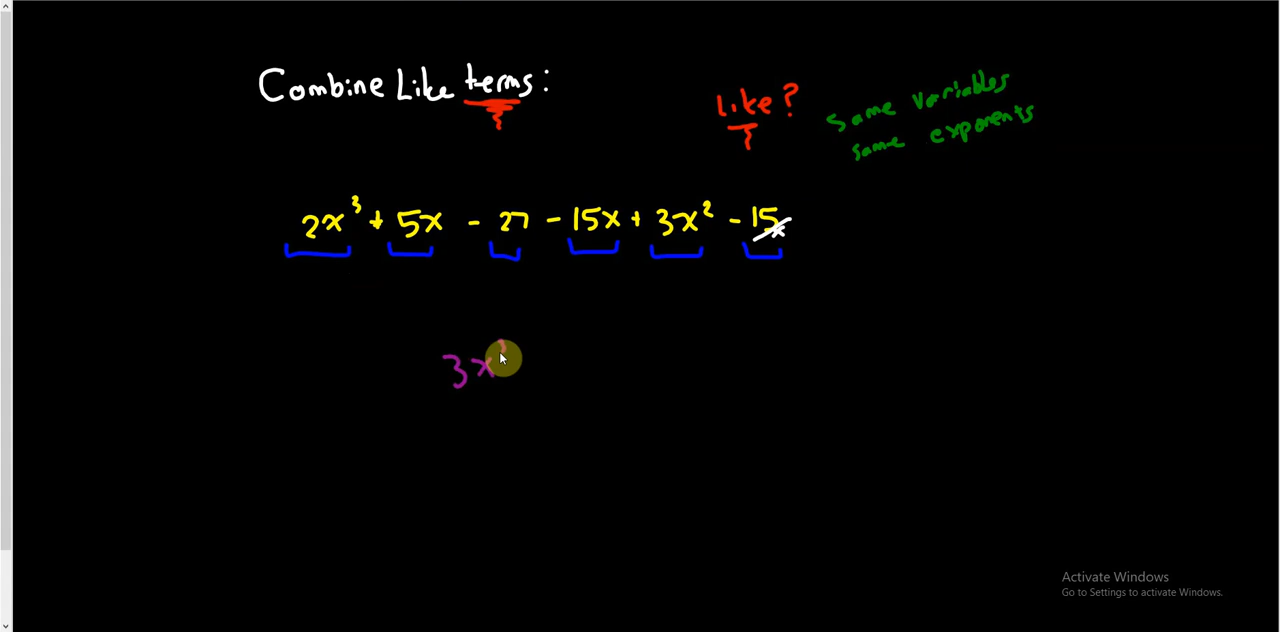 Combine Like terms:
Like?
Same variables
same exponents
2x³ + 5x - 27 - 15x + 3x² - 15x
3x²
Activate Windows
Go to Settings to activate Windows.